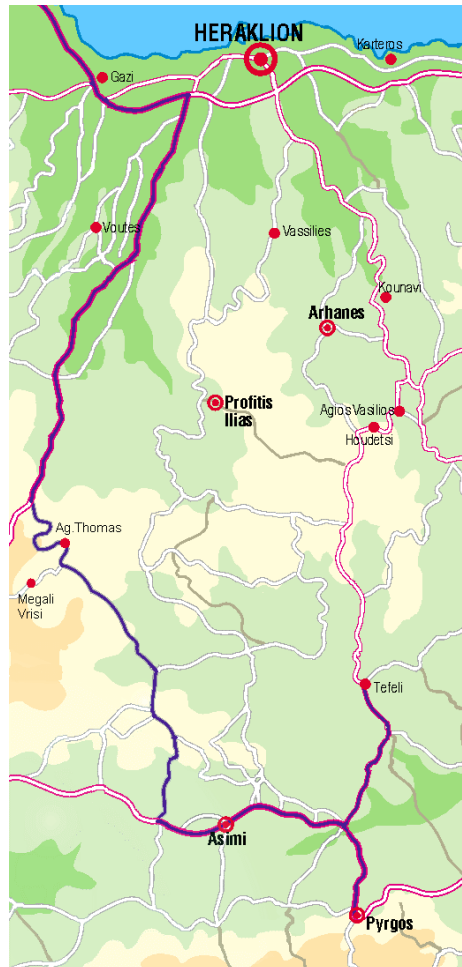 HERAKLION
Karteros
Gazi
Voutes
Vassilies
Kounavi
Arhanes
Profitis
Ilias
Agios Vasilios
Houdetsi
Ag.Thomas
Megali
Vrisi
Tefeli
Asimi
Pyrgos